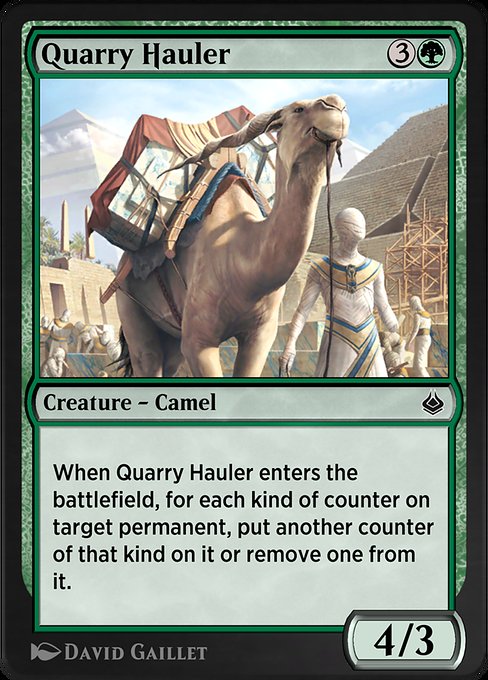 Quarry Hauler 3
Creature – Camel
When Quarry Hauler enters the
battlefield, for each kind of counter on
target permanent, put another counter
of that kind on it or remove one from
it.
4/3
David Gaillet